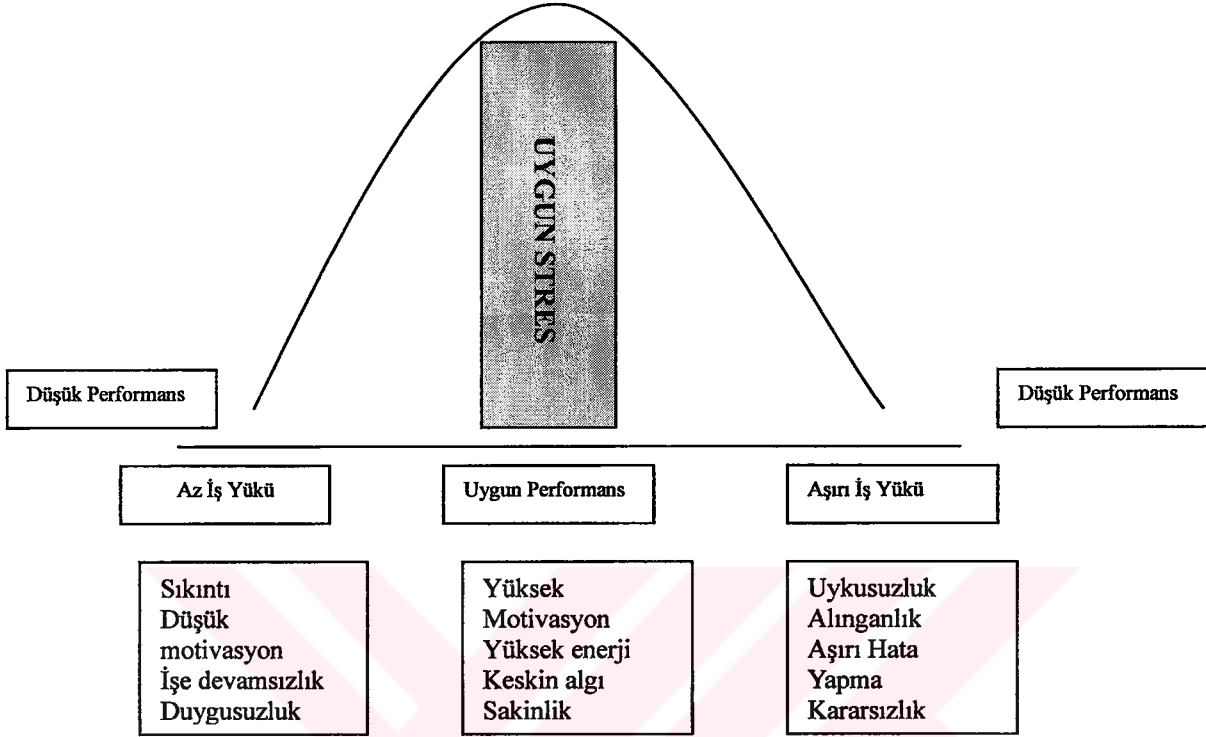 UYGUN STRES
Düşük Performans
Düşük Performans
Az İş Yükü
Uygun Performans
Aşırı İş Yükü
Sıkıntı
Düşük
motivasyon
İşe devamsızlık
Duygusuzluk
Yüksek
Motivasyon
Yüksek enerji
Keskin algı
Sakinlik
Uykusuzluk
Alınganlık
Aşırı Hata
Yapma
Kararsızlık